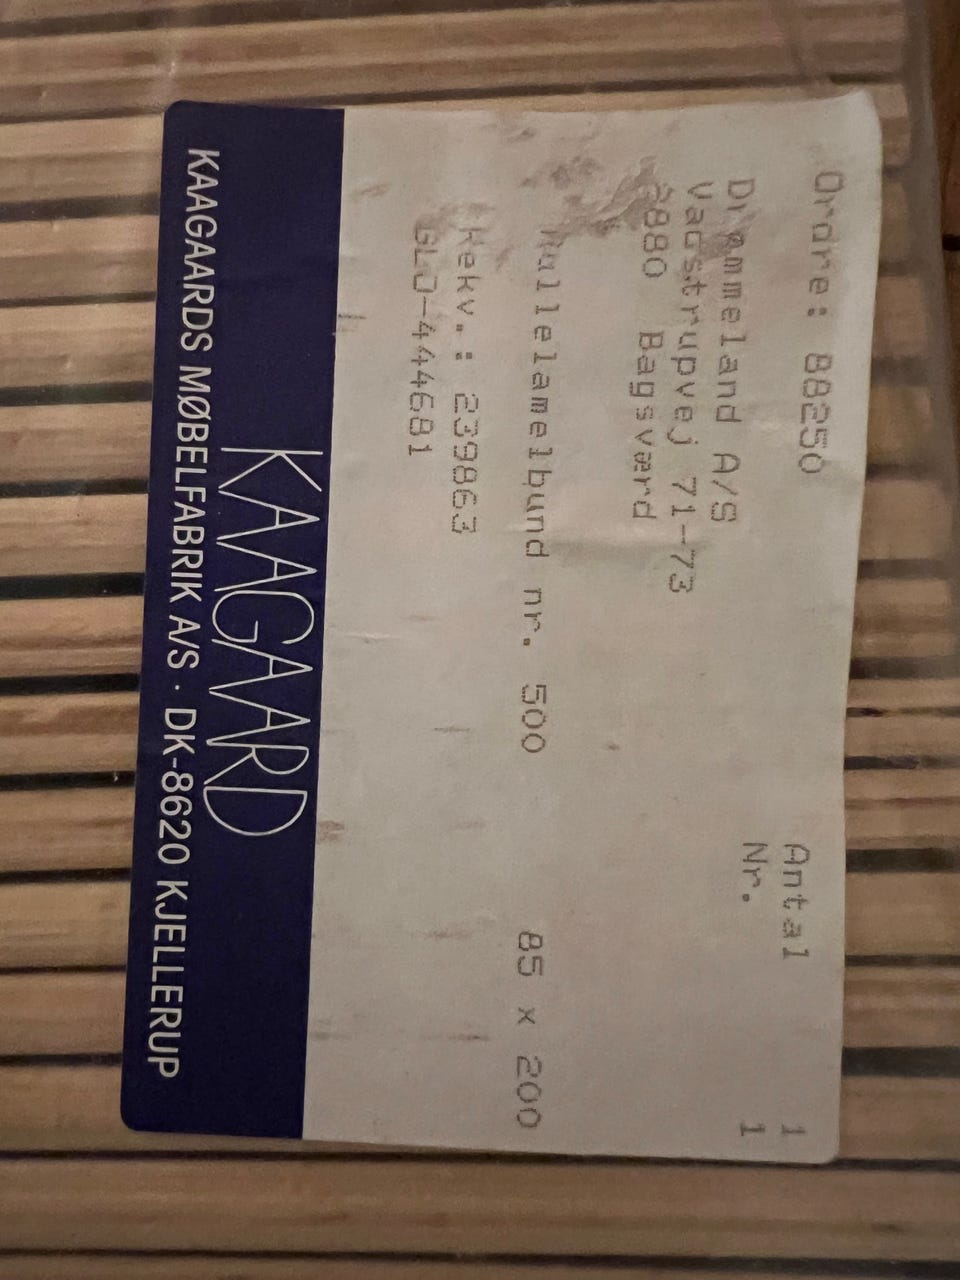 Ordre: 88250
Antal 1
Nr. 1
Drømmeland A/S
Vadstrupvej 71-73
2880 Bagsværd
Rullelamelbund nr. 500 85 x 200
Rekv.: 239863
GLJ-444681
KAAGAARD
KAAGAARDS MØBELFABRIK A/S · DK-8620 KJELLERUP